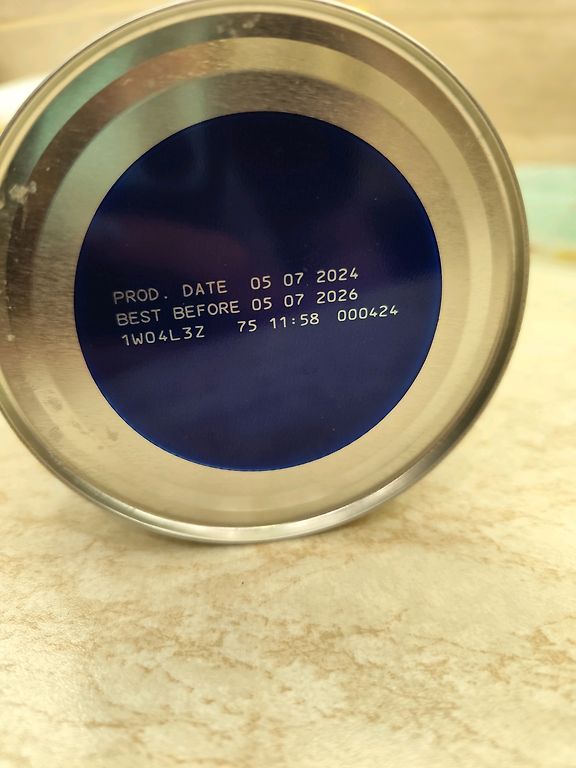 PROD. DATE 05 07 2024
BEST BEFORE 05 07 2026
1W04L3Z 75 11:58 000424